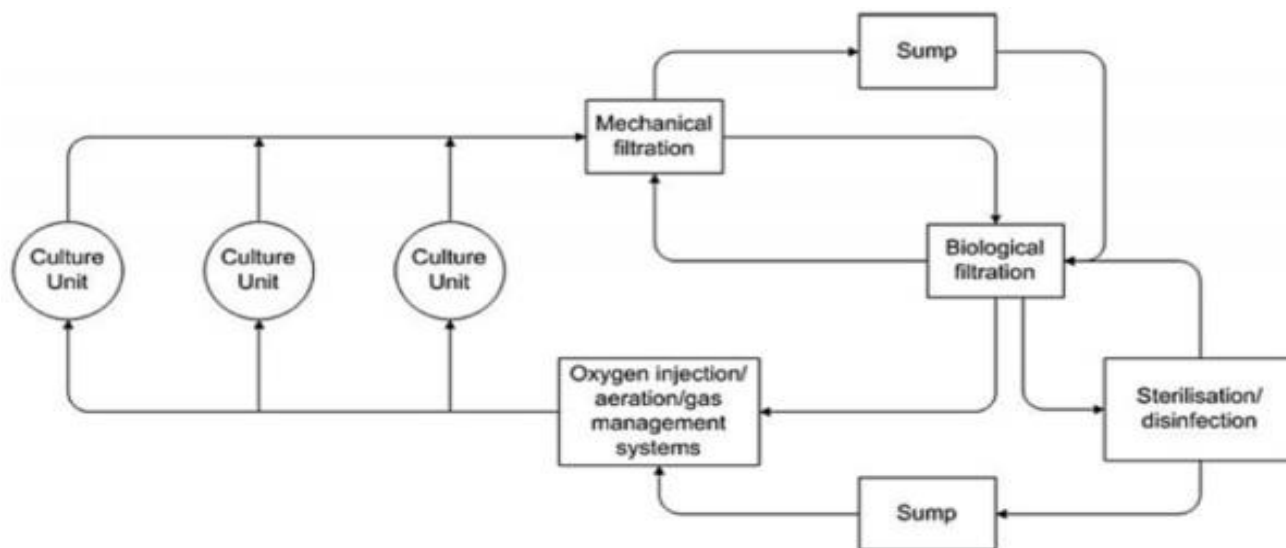 Sump
Mechanical
filtration
Culture
Unit
Culture
Unit
Culture
Unit
Biological
filtration
Oxygen injection/
aeration/gas
management
systems
Sterilisation/
disinfection
Sump